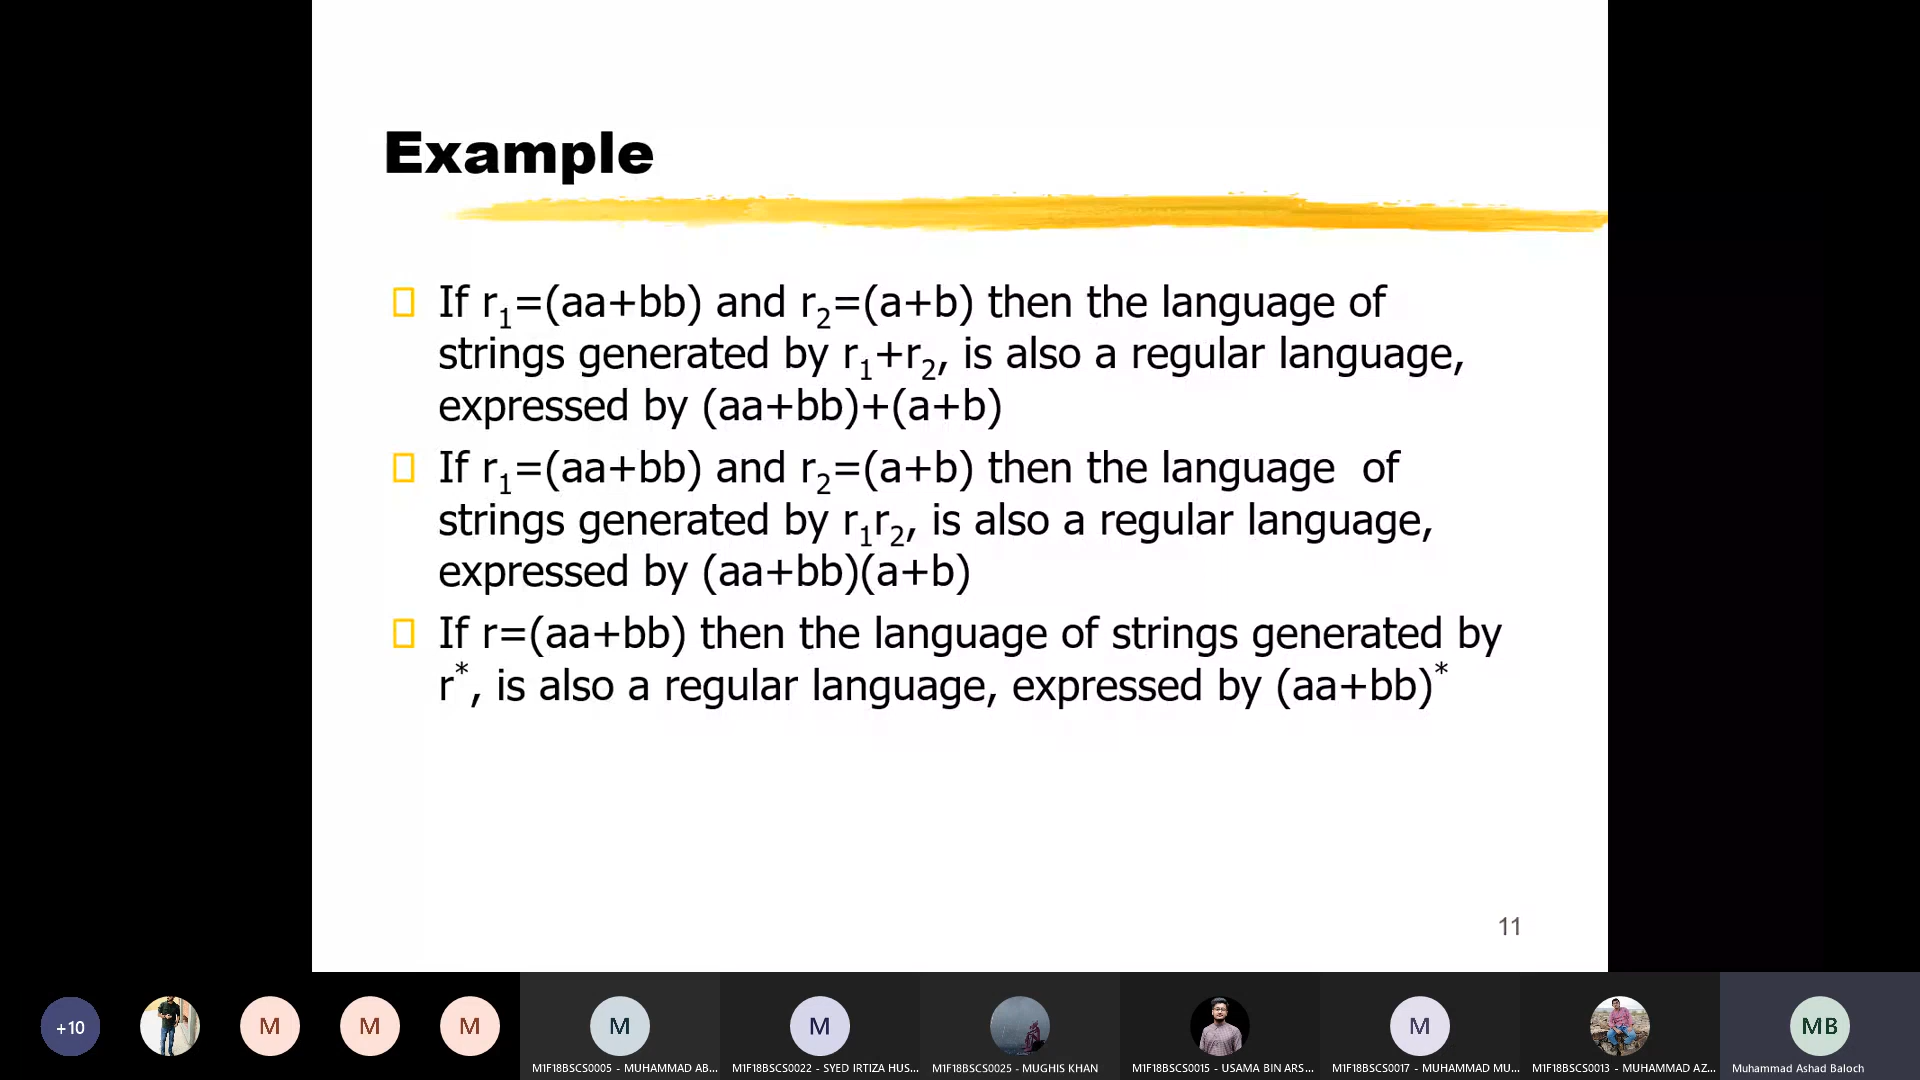 Example
If r₁=(aa+bb) and r₂=(a+b) then the language of
strings generated by r₁+r₂, is also a regular language,
expressed by (aa+bb)+(a+b)
If r₁=(aa+bb) and r₂=(a+b) then the language of
strings generated by r₁r₂, is also a regular language,
expressed by (aa+bb)(a+b)
If r=(aa+bb) then the language of strings generated by
r*, is also a regular language, expressed by (aa+bb)*
11
+10
M
M
M
M
M
M
MB
M1F18BSCS0005 - MUHAMMAD AB...
M1F18BSCS0022 - SYED IRTIZA HUS...
M1F18BSCS0025 - MUGHIS KHAN
M1F18BSCS0015 - USAMA BIN ARS...
M1F18BSCS0017 - MUHAMMAD MU...
M1F18BSCS0013 - MUHAMMAD AZ...
Muhammad Ashad Baloch